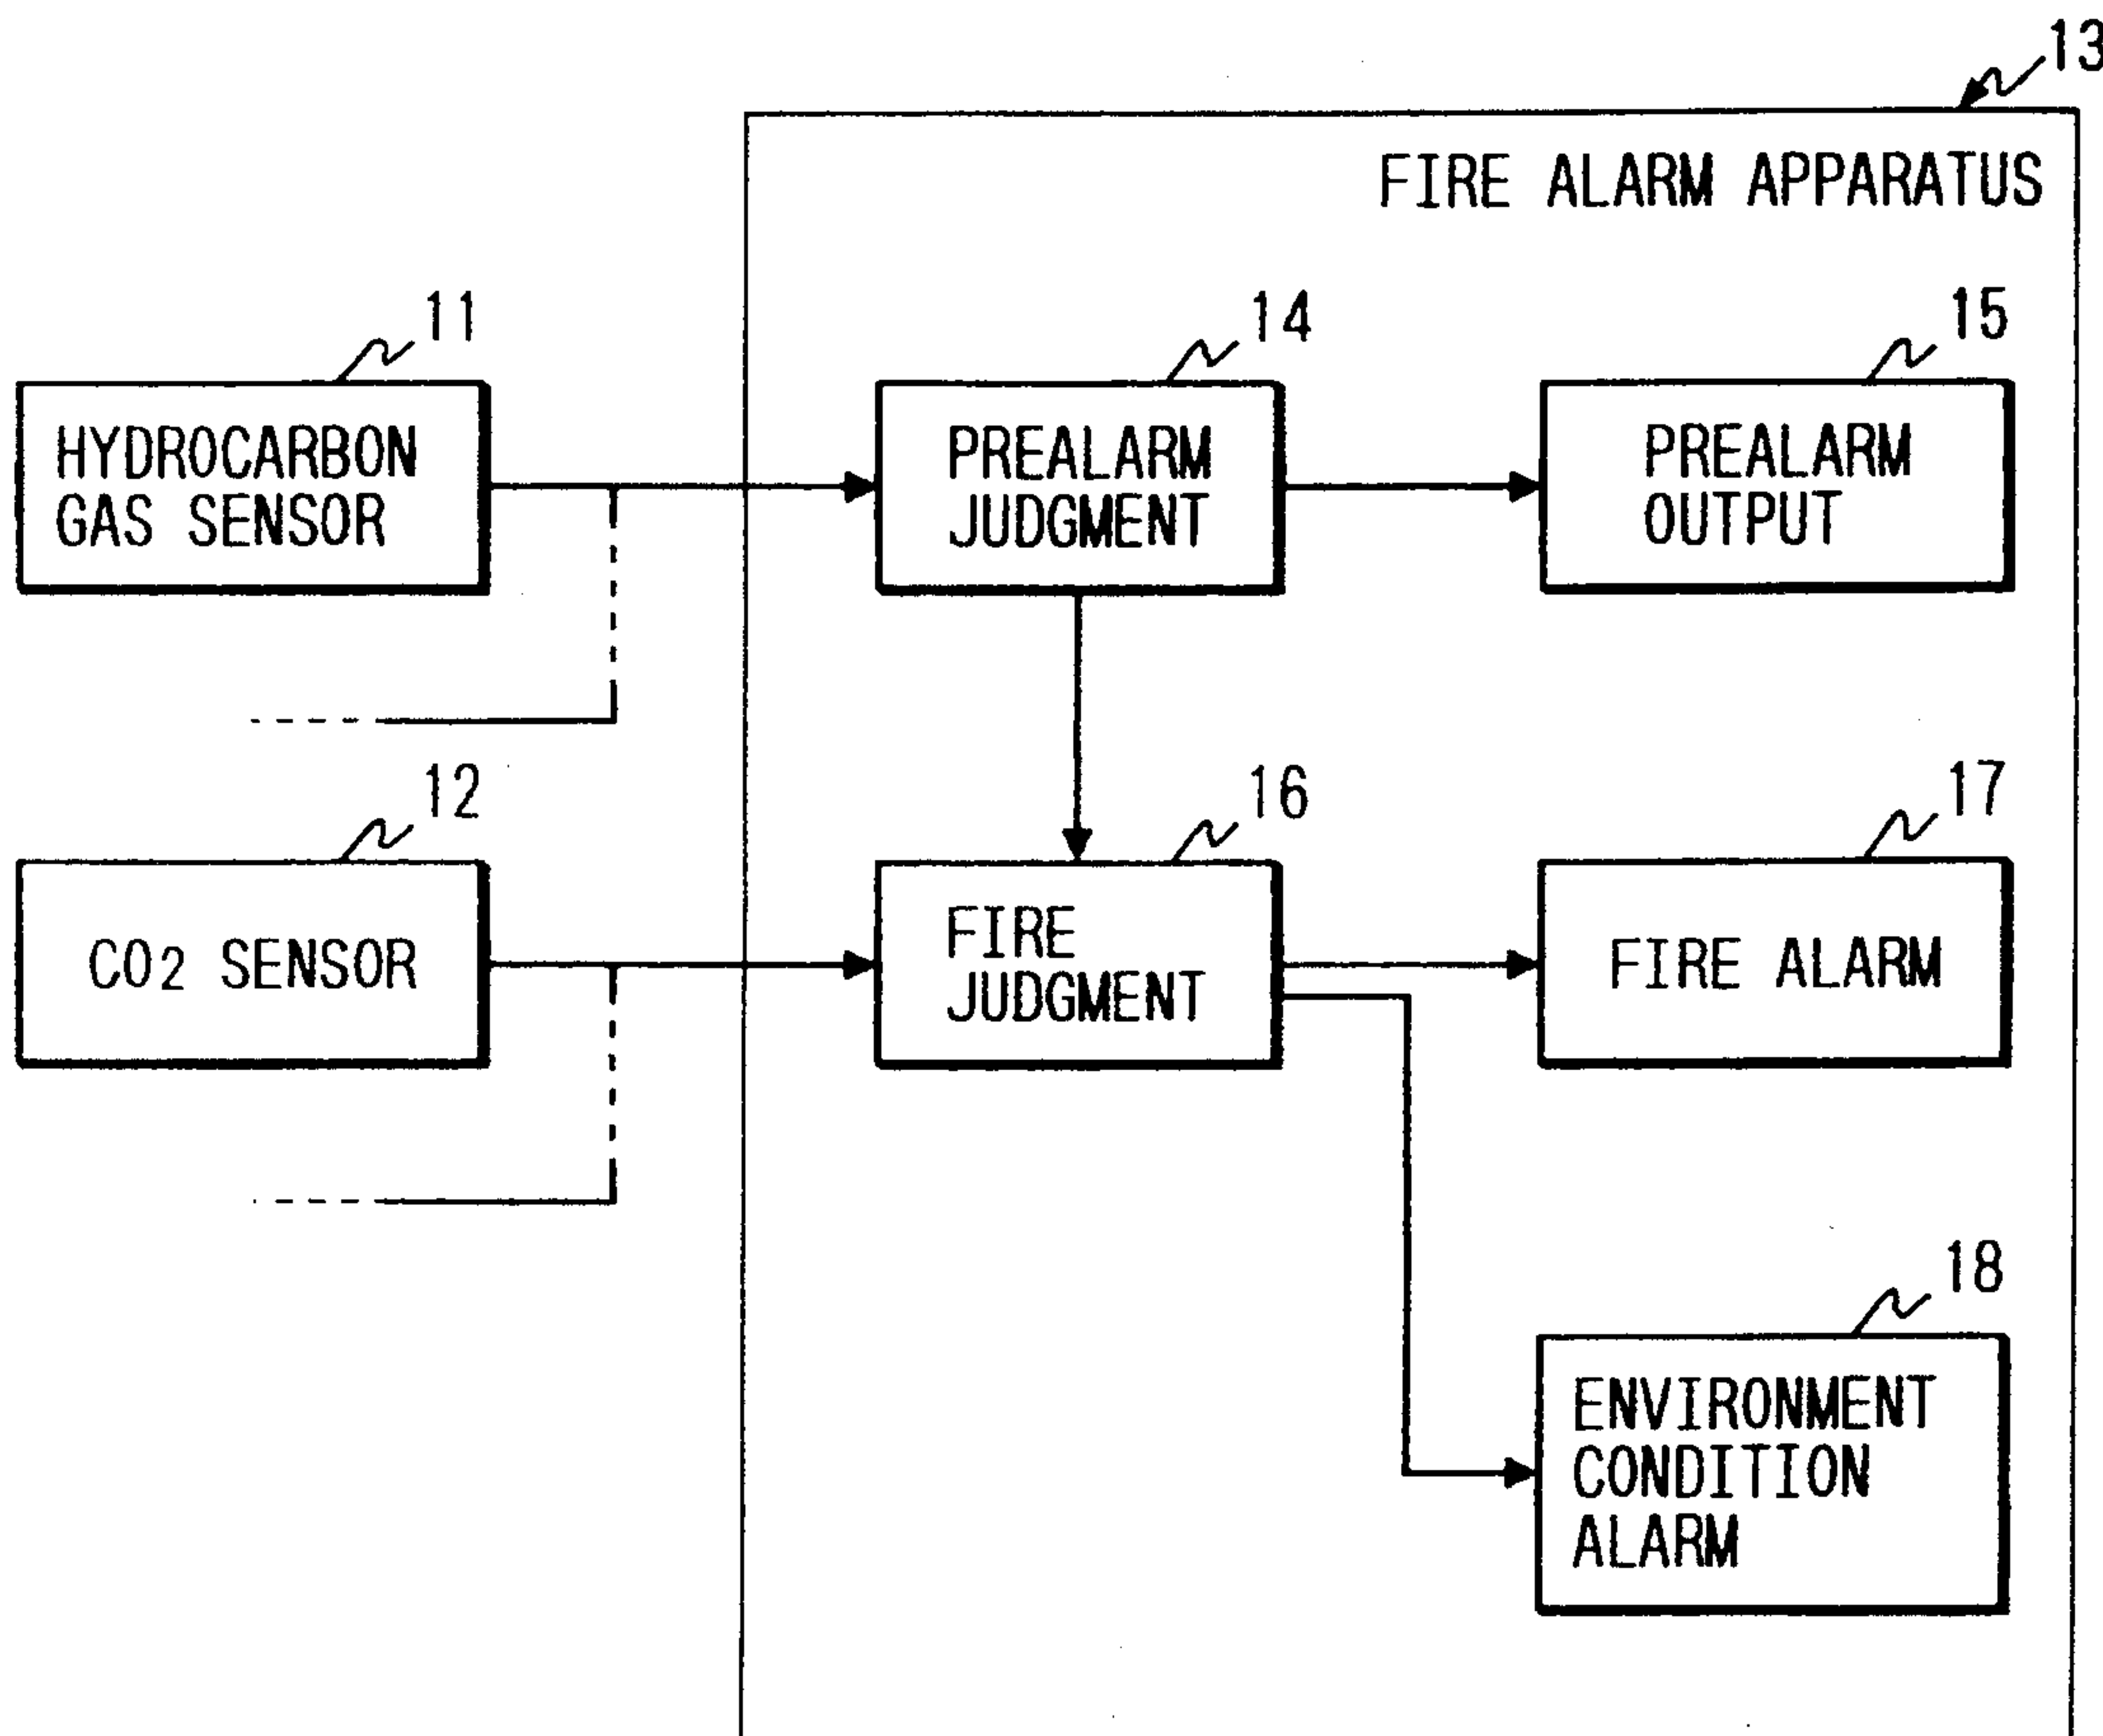 13
FIRE ALARM APPARATUS
11
14
15
HYDROCARBON
GAS SENSOR
PREALARM
JUDGMENT
PREALARM
OUTPUT
12
16
17
CO2 SENSOR
FIRE
JUDGMENT
FIRE ALARM
18
ENVIRONMENT
CONDITION
ALARM